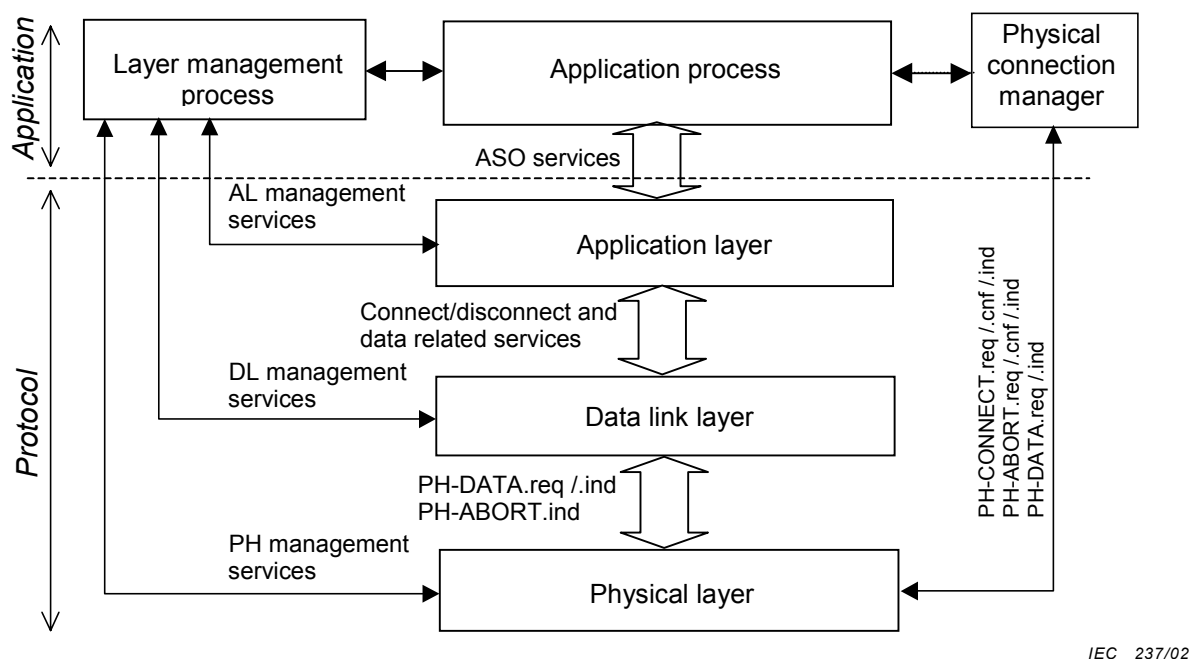 Application
Layer management
process
Application process
Physical
connection
manager
ASO services
Protocol
AL management
services
Application layer
Connect/disconnect and
data related services
DL management
services
Data link layer
PH-DATA.req /.ind
PH-ABORT.ind
PH management
services
Physical layer
PH-CONNECT.req /.cnf /.ind
PH-ABORT.req /.cnf /.ind
PH-DATA.req /.ind
IEC 237/02